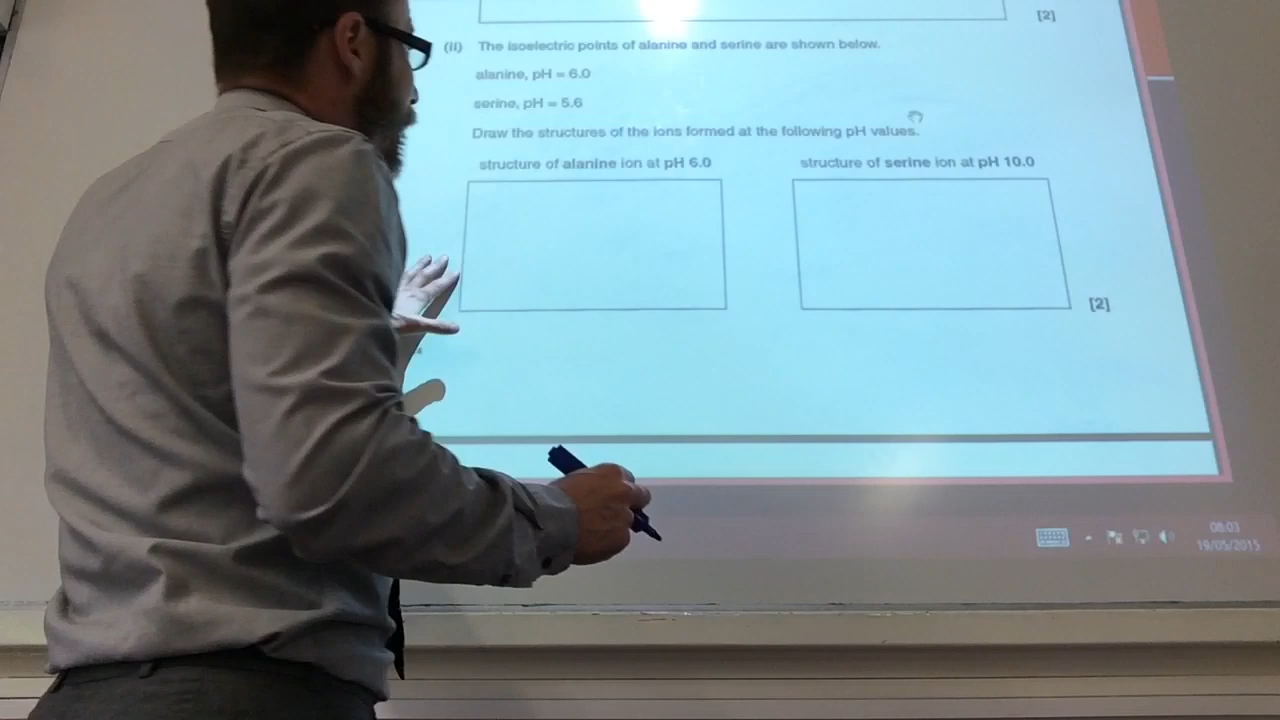 [2]
(ii) The isoelectric points of alanine and serine are shown below.
alanine, pH = 6.0
serine, pH = 5.6
Draw the structures of the ions formed at the following pH values.
structure of alanine ion at pH 6.0
structure of serine ion at pH 10.0
[2]
08:03
19/05/2015